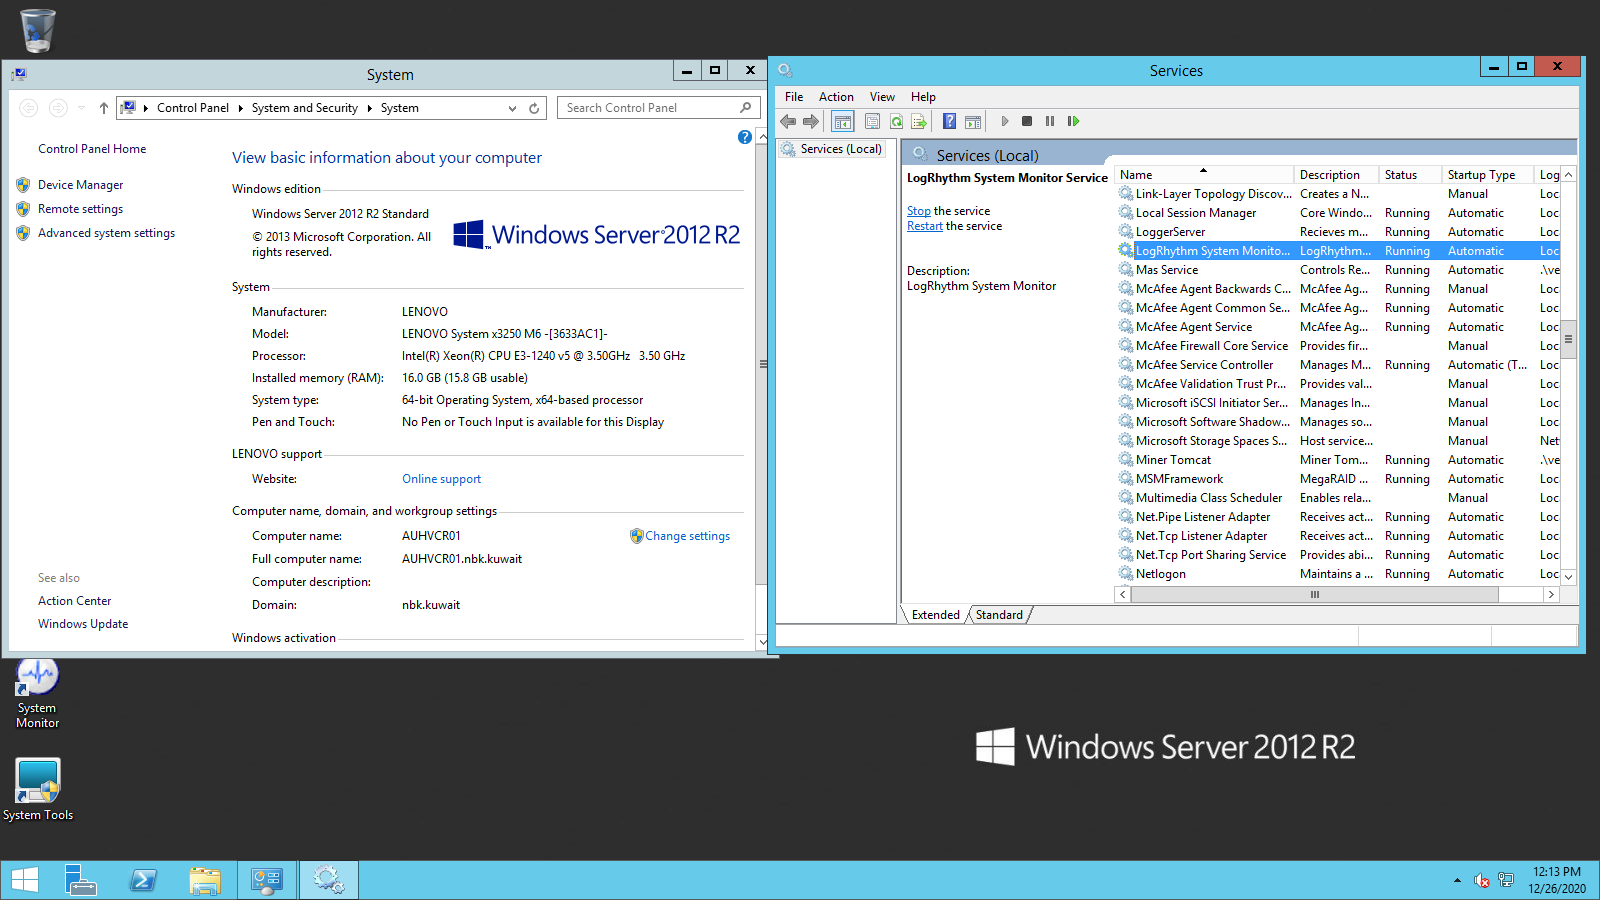 System
Control Panel
System and Security
System
Search Control Panel
Control Panel Home
Device Manager
Remote settings
Advanced system settings
See also
Action Center
Windows Update
View basic information about your computer
Windows edition
Windows Server 2012 R2 Standard
© 2013 Microsoft Corporation. All
rights reserved.
Windows Server 2012 R2
System
Manufacturer: LENOVO
Model: LENOVO System x3250 M6 -[3633AC1]-
Processor: Intel(R) Xeon(R) CPU E3-1240 v5 @ 3.50GHz 3.50 GHz
Installed memory (RAM): 16.0 GB (15.8 GB usable)
System type: 64-bit Operating System, x64-based processor
Pen and Touch: No Pen or Touch Input is available for this Display
LENOVO support
Website: Online support
Computer name, domain, and workgroup settings
Computer name: AUHVCR01 Change settings
Full computer name: AUHVCR01.nbk.kuwait
Computer description:
Domain: nbk.kuwait
Windows activation
Services
File Action View Help
Services (Local)
Services (Local)
LogRhythm System Monitor Service
Stop the service
Restart the service
Description:
LogRhythm System Monitor
Name Description Status Startup Type Log
Link-Layer Topology Discov... Creates a N... Manual Loc
Local Session Manager Core Windo... Running Automatic Loc
LoggerServer Recieves m... Running Automatic Loc
LogRhythm System Monito... LogRhythm... Running Automatic Loc
Mas Service Controls Re... Running Automatic .\ve
McAfee Agent Backwards C... McAfee Ag... Running Manual Loc
McAfee Agent Common Se... McAfee Ag... Running Automatic Loc
McAfee Agent Service McAfee Ag... Running Automatic Loc
McAfee Firewall Core Service Provides fir... Manual Loc
McAfee Service Controller Manages M... Running Automatic (T... Loc
McAfee Validation Trust Pr... Provides val... Manual Loc
Microsoft iSCSI Initiator Ser... Manages In... Manual Loc
Microsoft Software Shadow... Manages so... Manual Loc
Microsoft Storage Spaces S... Host service... Manual Net
Miner Tomcat Miner Tom... Running Automatic .\ve
MSMFramework MegaRAID ... Running Automatic Loc
Multimedia Class Scheduler Enables rela... Manual Loc
Net.Pipe Listener Adapter Receives act... Running Automatic Loc
Net.Tcp Listener Adapter Receives act... Running Automatic Loc
Net.Tcp Port Sharing Service Provides abi... Running Automatic Loc
Netlogon Maintains a ... Running Automatic Loc
Extended Standard
System
Monitor
System Tools
Windows Server 2012 R2
12:13 PM
12/26/2020